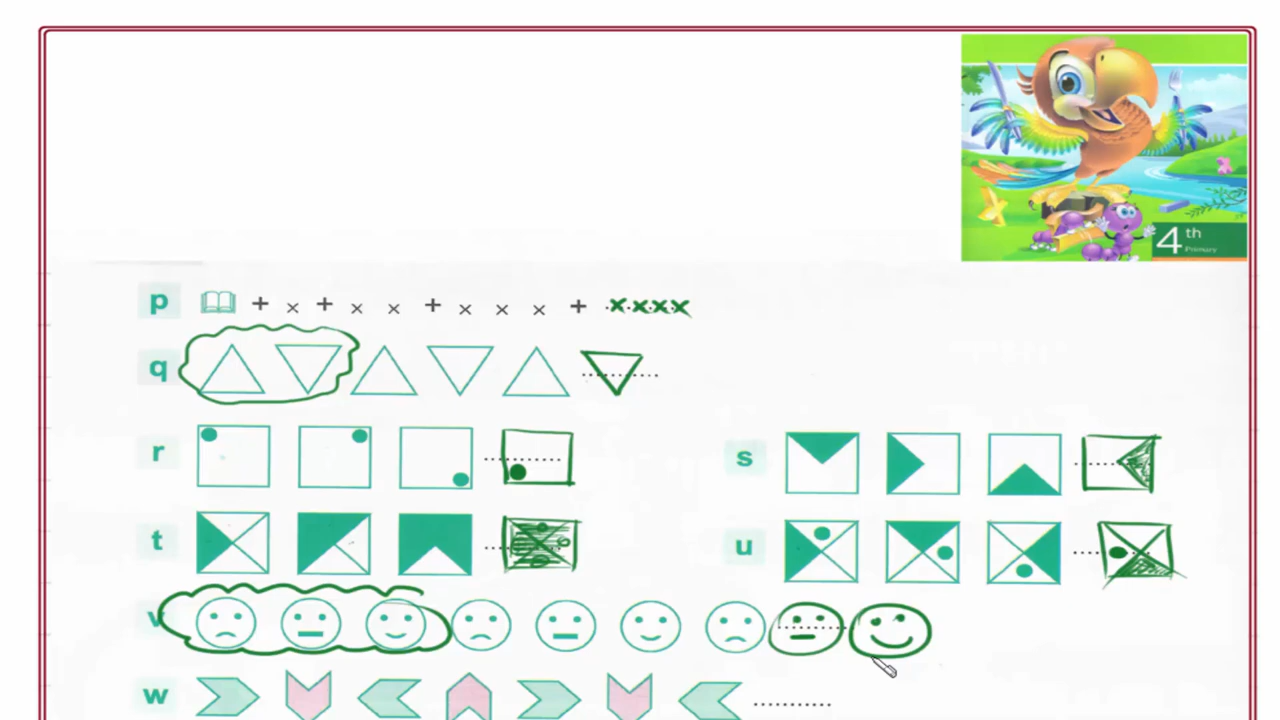 4th
Primary
p + × + × × + × × × + ××××
q
r
s
t
u
v
w